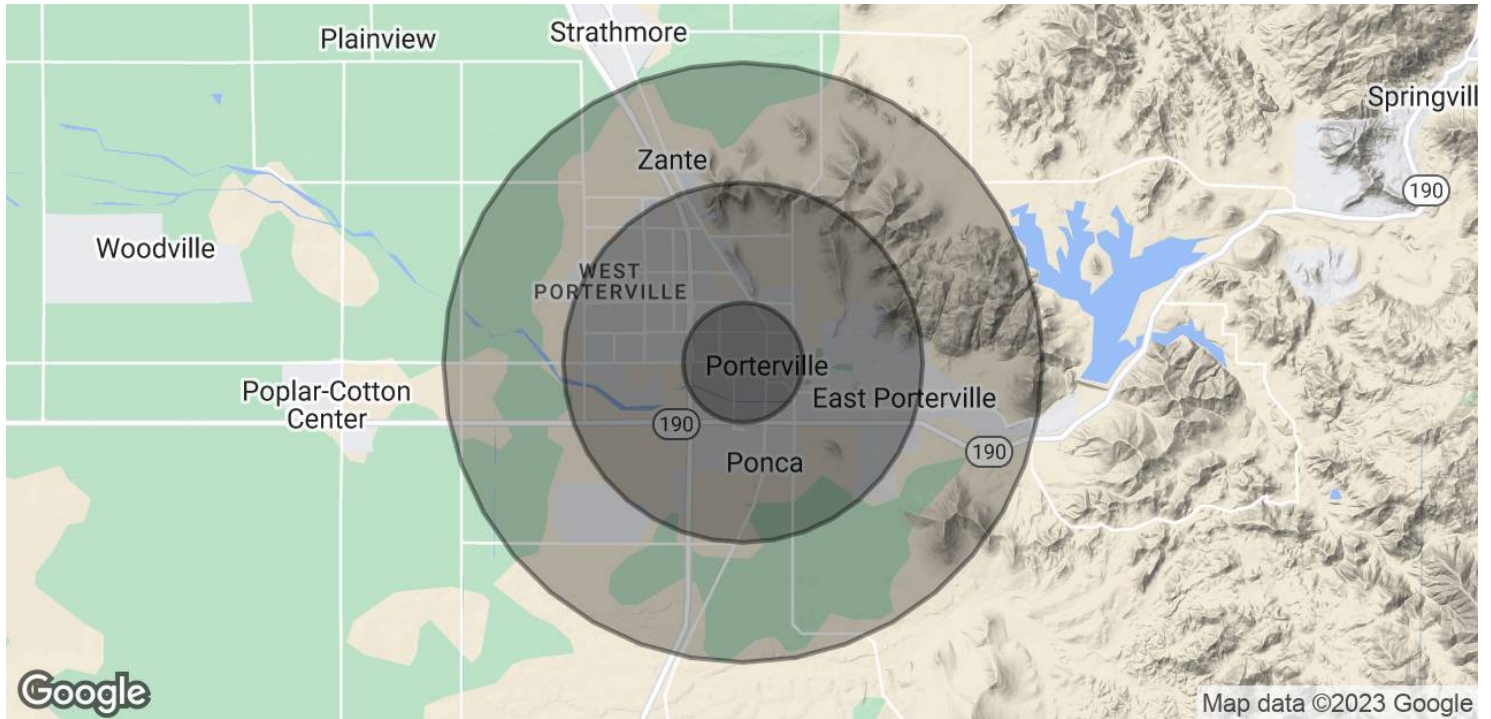 Plainview
Strathmore
Springvill
Zante
190
Woodville
WEST
PORTERVILLE
Porterville
Poplar-Cotton
Center
East Porterville
190
190
Ponca
Google
Map data ©2023 Google